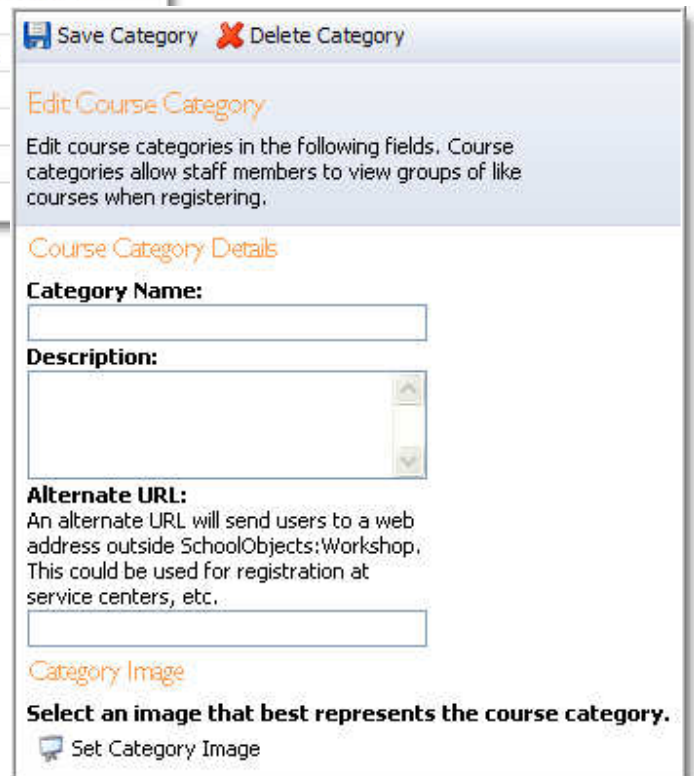 Save Category Delete Category
Edit Course Category
Edit course categories in the following fields. Course
categories allow staff members to view groups of like
courses when registering.
Course Category Details
Category Name:
Description:
Alternate URL:
An alternate URL will send users to a web
address outside SchoolObjects:Workshop.
This could be used for registration at
service centers, etc.
Category Image
Select an image that best represents the course category.
Set Category Image